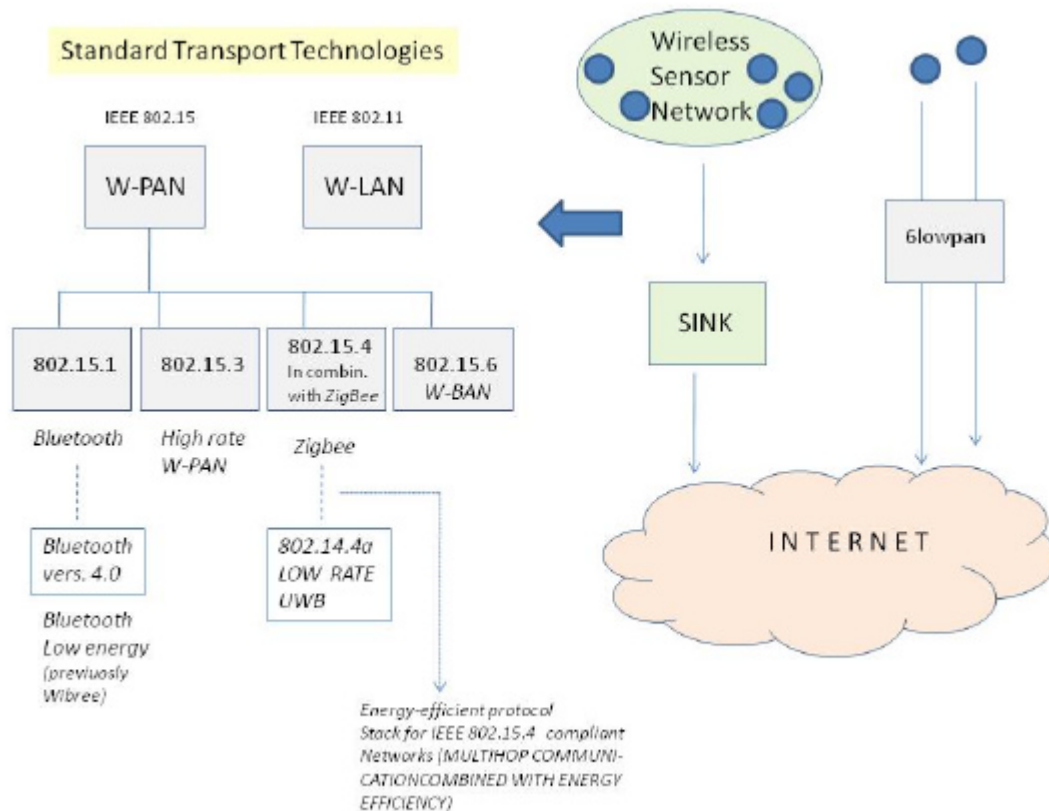 Standard Transport Technologies
IEEE 802.15
IEEE 802.11
W-PAN
W-LAN
802.15.1
802.15.3
802.15.4
In combin.
with ZigBee
802.15.6
W-BAN
Bluetooth
High rate
W-PAN
Zigbee
Bluetooth
vers. 4.0
802.14.4a
LOW RATE
UWB
Bluetooth
Low energy
(previuosly
Wibree)
Energy-efficient protocol
Stack for IEEE 802.15.4 compliant
Networks (MULTIHOP COMMUNI-
CATIONCOMBINED WITH ENERGY
EFFICIENCY)
Wireless
Sensor
Network
SINK
6lowpan
INTERNET